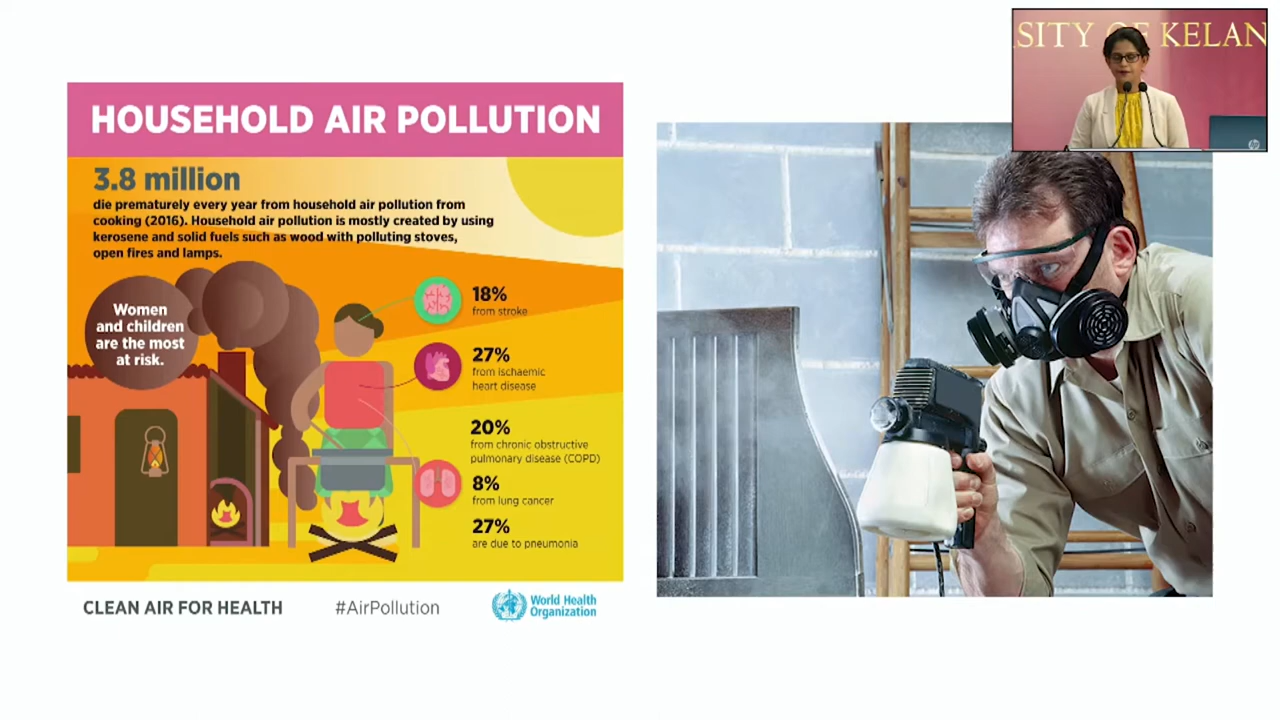 SITY OF KELAN
HOUSEHOLD AIR POLLUTION
3.8 million
die prematurely every year from household air pollution from
cooking (2016). Household air pollution is mostly created by using
kerosene and solid fuels such as wood with polluting stoves,
open fires and lamps.
Women
and children
are the most
at risk.
18%
from stroke
27%
from ischaemic
heart disease
20%
from chronic obstructive
pulmonary disease (COPD)
8%
from lung cancer
27%
are due to pneumonia
CLEAN AIR FOR HEALTH
#AirPollution
World Health
Organization
hp